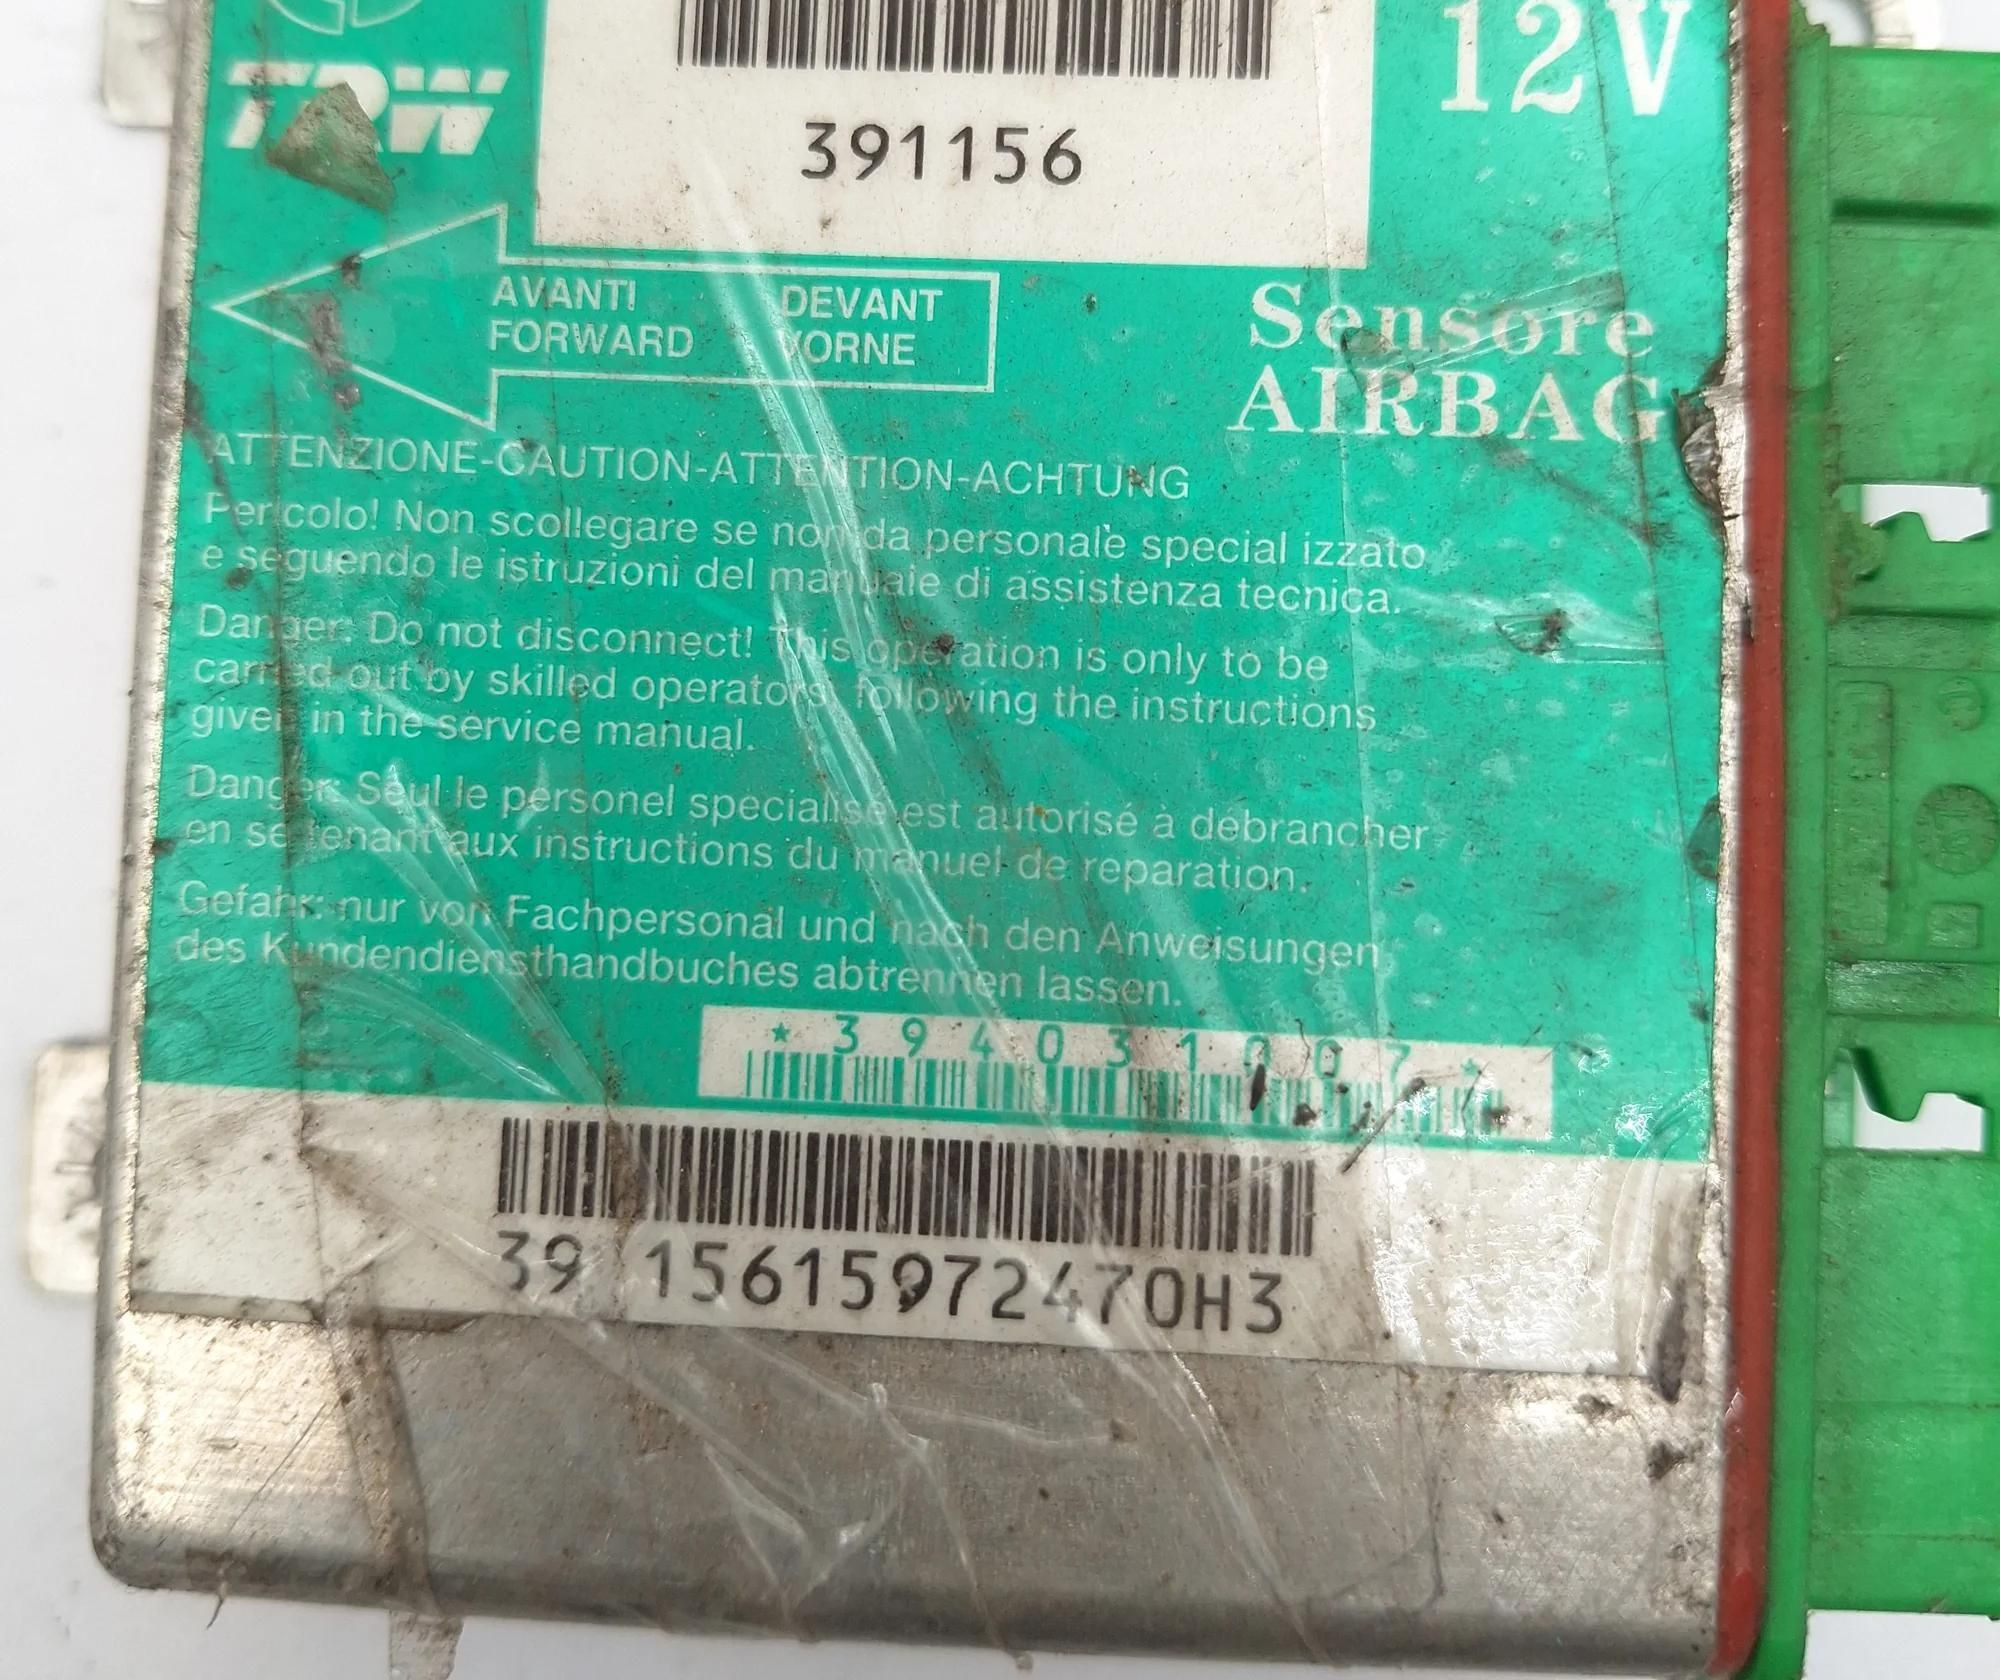 12V
TRW
391156
AVANTI DEVANT
FORWARD VORNE
Sensore
AIRBAG
ATTENZIONE-CAUTION-ATTENTION-ACHTUNG
Pericolo! Non scollegare se non da personale special izzato
e seguendo le istruzioni del manuale di assistenza tecnica.
Danger: Do not disconnect! This operation is only to be
carried out by skilled operators, following the instructions
given in the service manual.
Danger: Seul le personel specialisé est autorisé à débrancher
en se tenant aux instructions du manuel de reparation.
Gefahr: nur von Fachpersonal und nach den Anweisungen
des Kundendiensthandbuches abtrennen lassen.
* 394031007 *
39 15615972470H3